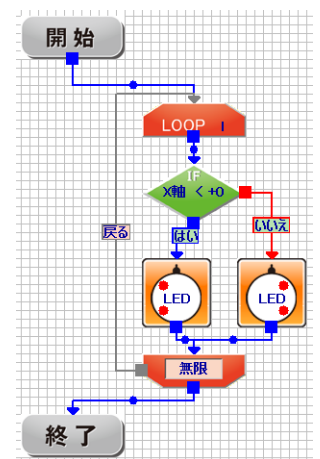 開始
LOOP I
IF
X軸 < +0
戻る
はい
いいえ
LED
LED
無限
終了